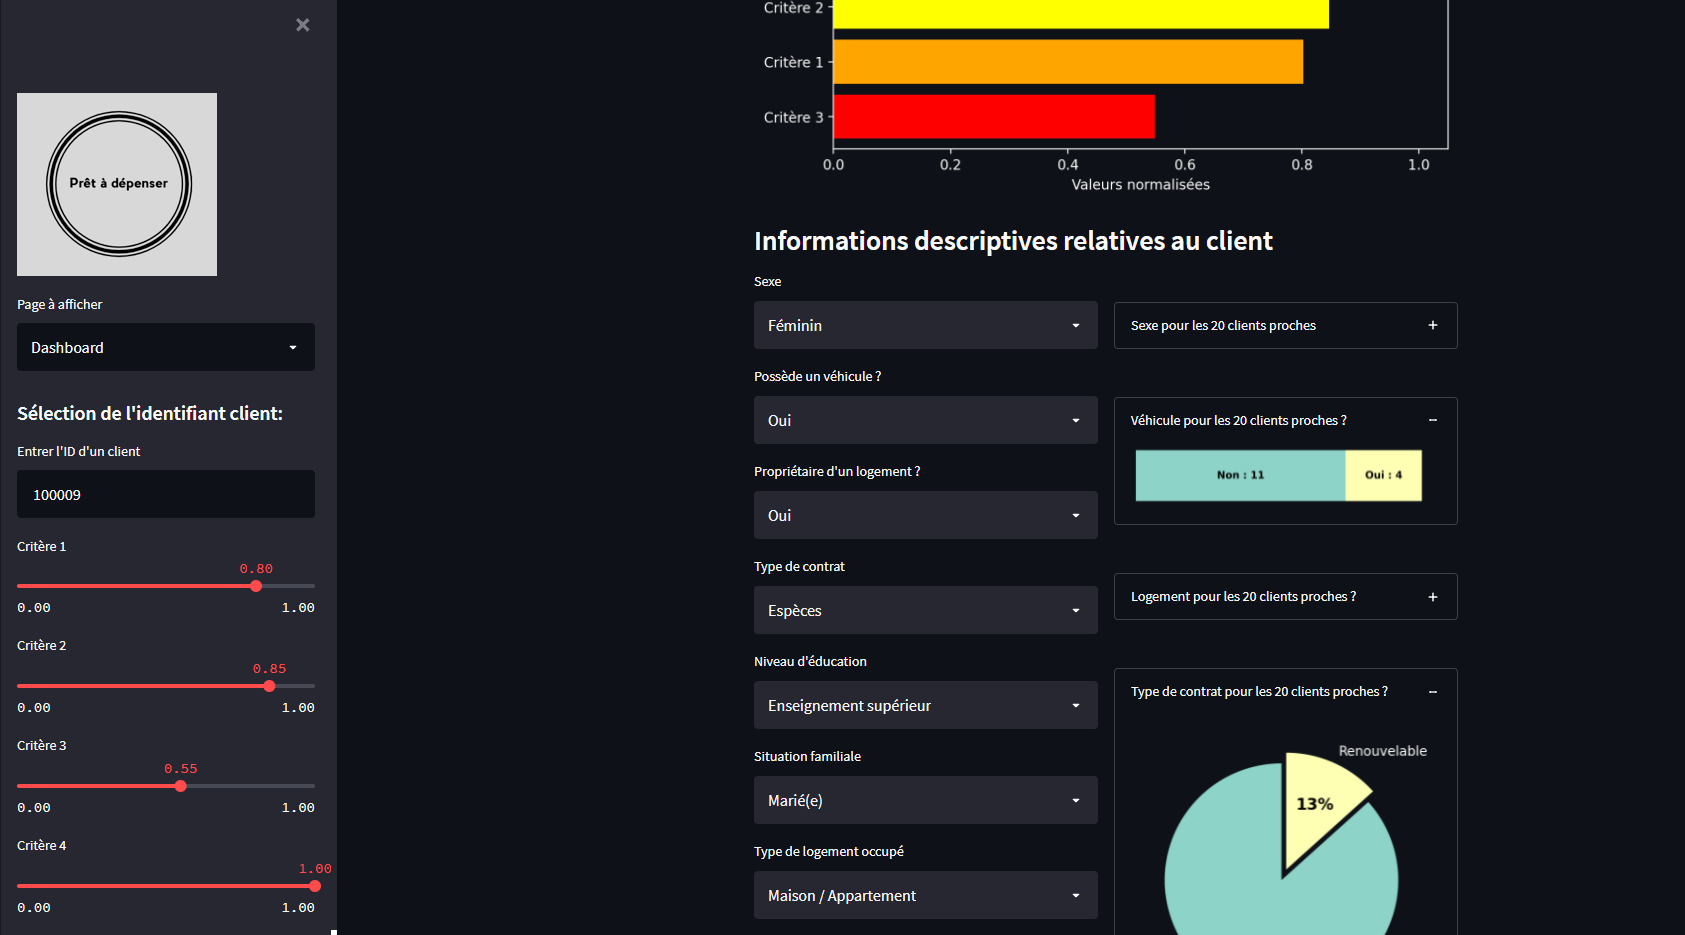 ×
Prêt à dépenser
Page à afficher
Dashboard
Sélection de l'identifiant client:
Entrer l'ID d'un client
100009
Critère 1
0.80
0.00 1.00
Critère 2
0.85
0.00 1.00
Critère 3
0.55
0.00 1.00
Critère 4
1.00
0.00 1.00
Critère 2
Critère 1
Critère 3
0.0 0.2 0.4 0.6 0.8 1.0
Valeurs normalisées
Informations descriptives relatives au client
Sexe
Féminin
Possède un véhicule ?
Oui
Propriétaire d'un logement ?
Oui
Type de contrat
Espèces
Niveau d'éducation
Enseignement supérieur
Situation familiale
Marié(e)
Type de logement occupé
Maison / Appartement
Sexe pour les 20 clients proches +
Véhicule pour les 20 clients proches ? −
Non : 11 Oui : 4
Logement pour les 20 clients proches ? +
Type de contrat pour les 20 clients proches ? −
Renouvelable
13%